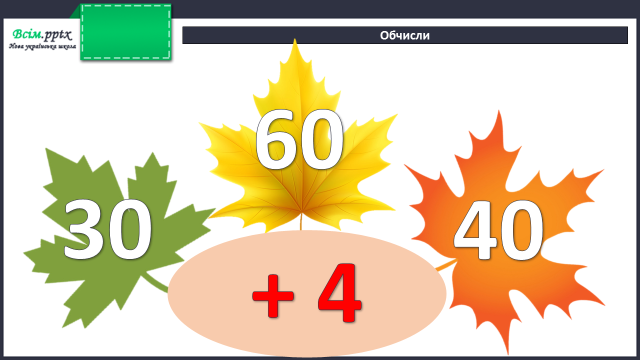 Всім.pptx
Нова українська школа
Обчисли
60
30
40
+ 4